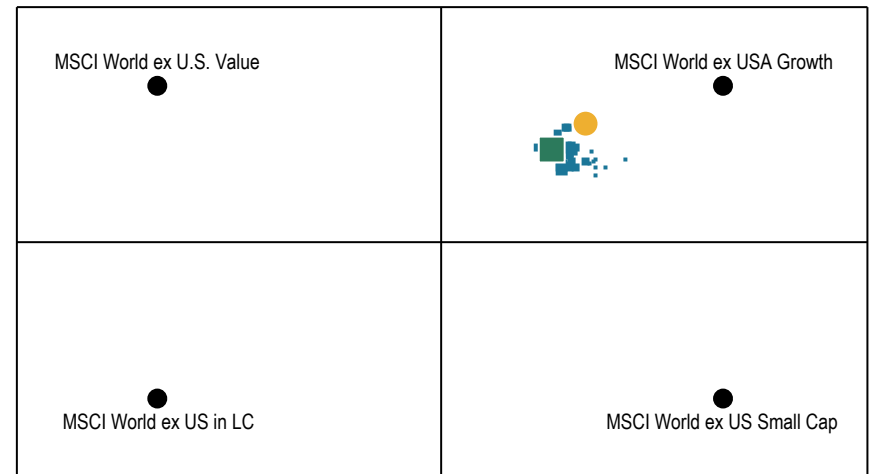 MSCI World ex U.S. Value
MSCI World ex USA Growth
MSCI World ex US in LC
MSCI World ex US Small Cap